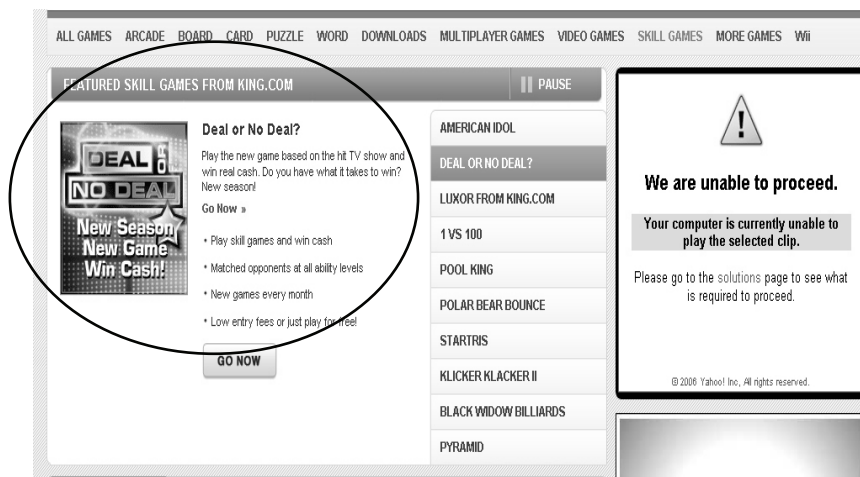 ALL GAMES ARCADE BOARD CARD PUZZLE WORD DOWNLOADS MULTIPLAYER GAMES VIDEO GAMES SKILL GAMES MORE GAMES Wii
FEATURED SKILL GAMES FROM KING.COM
PAUSE
DEAL OR
NO DEAL
New Season
New Game
Win Cash!
Deal or No Deal?
Play the new game based on the hit TV show and
win real cash. Do you have what it takes to win?
New season!
Go Now »
• Play skill games and win cash
• Matched opponents at all ability levels
• New games every month
• Low entry fees or just play for free!
GO NOW
AMERICAN IDOL
DEAL OR NO DEAL?
LUXOR FROM KING.COM
1 VS 100
POOL KING
POLAR BEAR BOUNCE
STARTRIS
KLICKER KLACKER II
BLACK WIDOW BILLIARDS
PYRAMID
We are unable to proceed.
Your computer is currently unable to
play the selected clip.
Please go to the solutions page to see what
is required to proceed.
© 2006 Yahoo! Inc, All rights reserved.